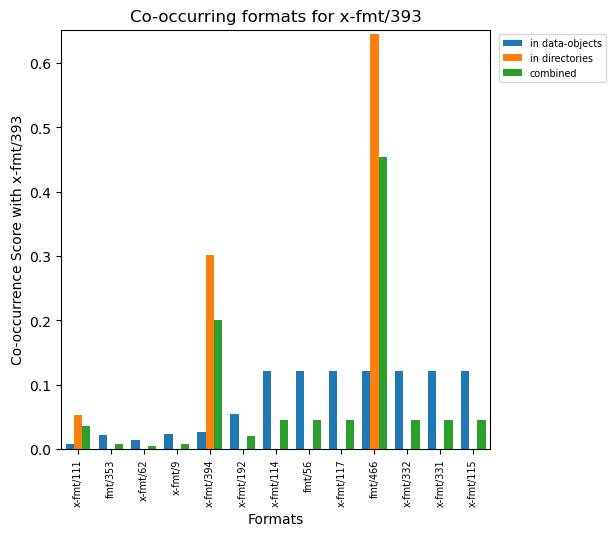 Co-occurring formats for x-fmt/393
in data-objects
in directories
combined
Co-occurrence Score with x-fmt/393
0.6
0.5
0.4
0.3
0.2
0.1
0.0
x-fmt/111
fmt/353
x-fmt/62
x-fmt/9
x-fmt/394
x-fmt/192
x-fmt/114
fmt/56
x-fmt/117
fmt/466
x-fmt/332
x-fmt/331
x-fmt/115
Formats